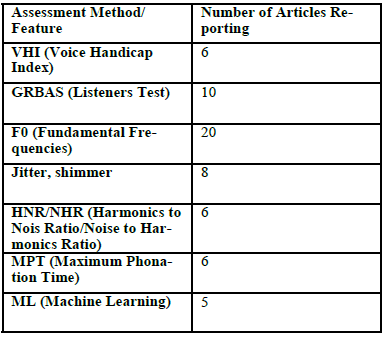 Assessment Method/ Number of Articles Re-
Feature porting
VHI (Voice Handicap 6
Index)
GRBAS (Listeners Test) 10
F0 (Fundamental Fre- 20
quencies)
Jitter, shimmer 8
HNR/NHR (Harmonics to 6
Nois Ratio/Noise to Har-
monics Ratio)
MPT (Maximum Phona- 6
tion Time)
ML (Machine Learning) 5